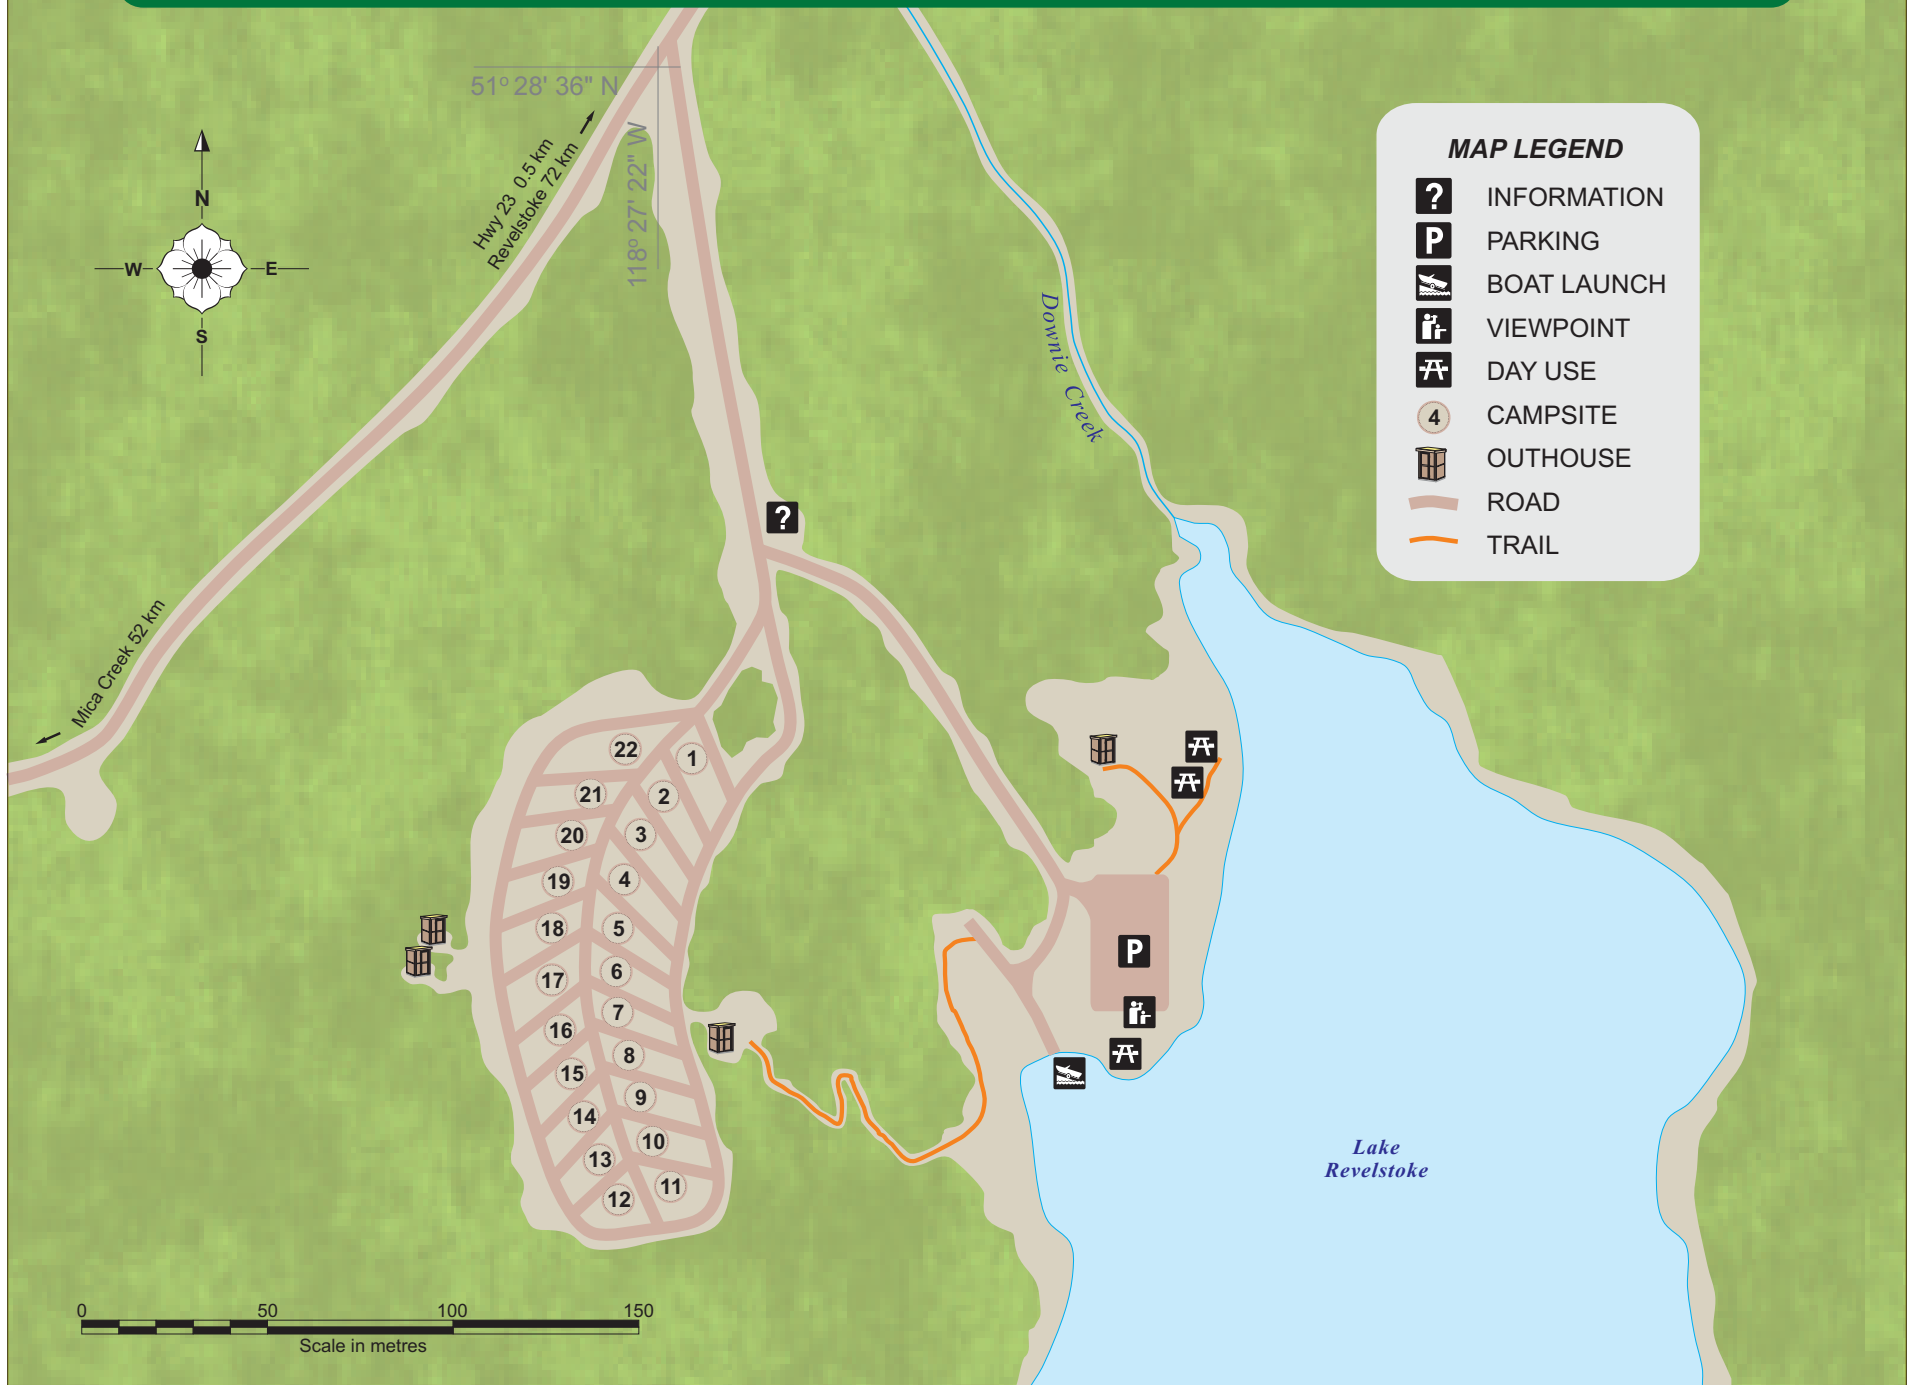 51° 28' 36" N
118° 27' 22" W
Hwy 23 0.5 km
Revelstoke 72 km
Mica Creek 52 km
N
W
E
S
Downie Creek
MAP LEGEND
? INFORMATION
P PARKING
BOAT LAUNCH
VIEWPOINT
DAY USE
4 CAMPSITE
OUTHOUSE
ROAD
TRAIL
?
22
1
21
2
20
3
19
4
18
5
17
6
16
7
15
8
14
9
13
10
12
11
P
Lake
Revelstoke
0 50 100 150
Scale in metres